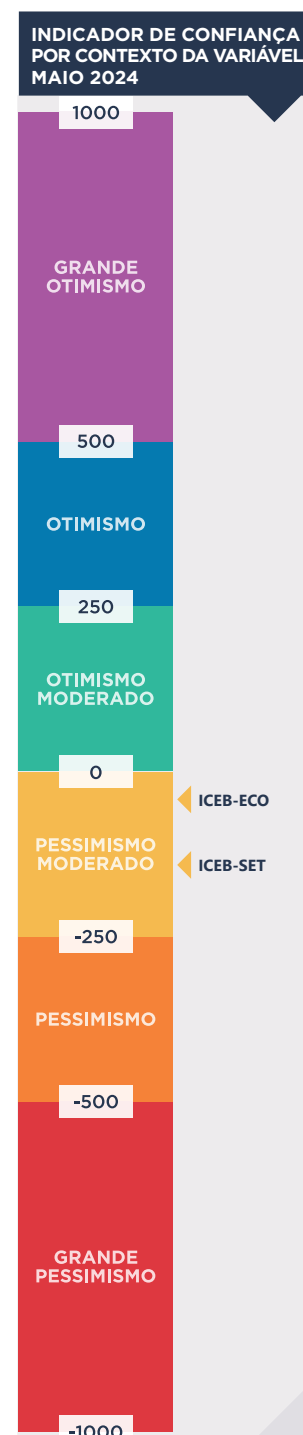 INDICADOR DE CONFIANÇA
POR CONTEXTO DA VARIÁVEL
MAIO 2024
1000
GRANDE
OTIMISMO
500
OTIMISMO
250
OTIMISMO
MODERADO
0
ICEB-ECO
PESSIMISMO
MODERADO
ICEB-SET
-250
PESSIMISMO
-500
GRANDE
PESSIMISMO
-1000